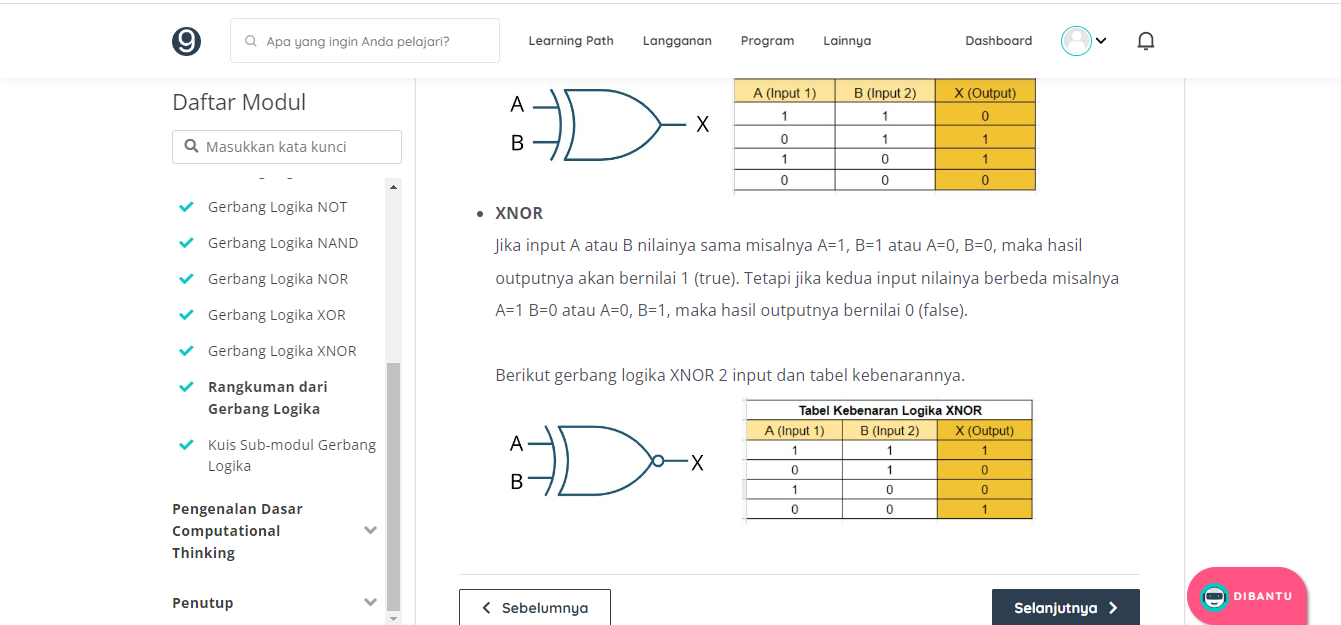 Apa yang ingin Anda pelajari?
Learning Path
Langganan
Program
Lainnya
Dashboard
Daftar Modul
Masukkan kata kunci
Gerbang Logika NOT
Gerbang Logika NAND
Gerbang Logika NOR
Gerbang Logika XOR
Gerbang Logika XNOR
Rangkuman dari
Gerbang Logika
Kuis Sub-modul Gerbang
Logika
Pengenalan Dasar
Computational
Thinking
Penutup
A
B
X
A (Input 1) B (Input 2) X (Output)
1 1 0
0 1 1
1 0 1
0 0 0
• XNOR
Jika input A atau B nilainya sama misalnya A=1, B=1 atau A=0, B=0, maka hasil
outputnya akan bernilai 1 (true). Tetapi jika kedua input nilainya berbeda misalnya
A=1 B=0 atau A=0, B=1, maka hasil outputnya bernilai 0 (false).
Berikut gerbang logika XNOR 2 input dan tabel kebenarannya.
A
B
X
Tabel Kebenaran Logika XNOR
A (Input 1) B (Input 2) X (Output)
1 1 1
0 1 0
1 0 0
0 0 1
Sebelumnya
Selanjutnya
DIBANTU